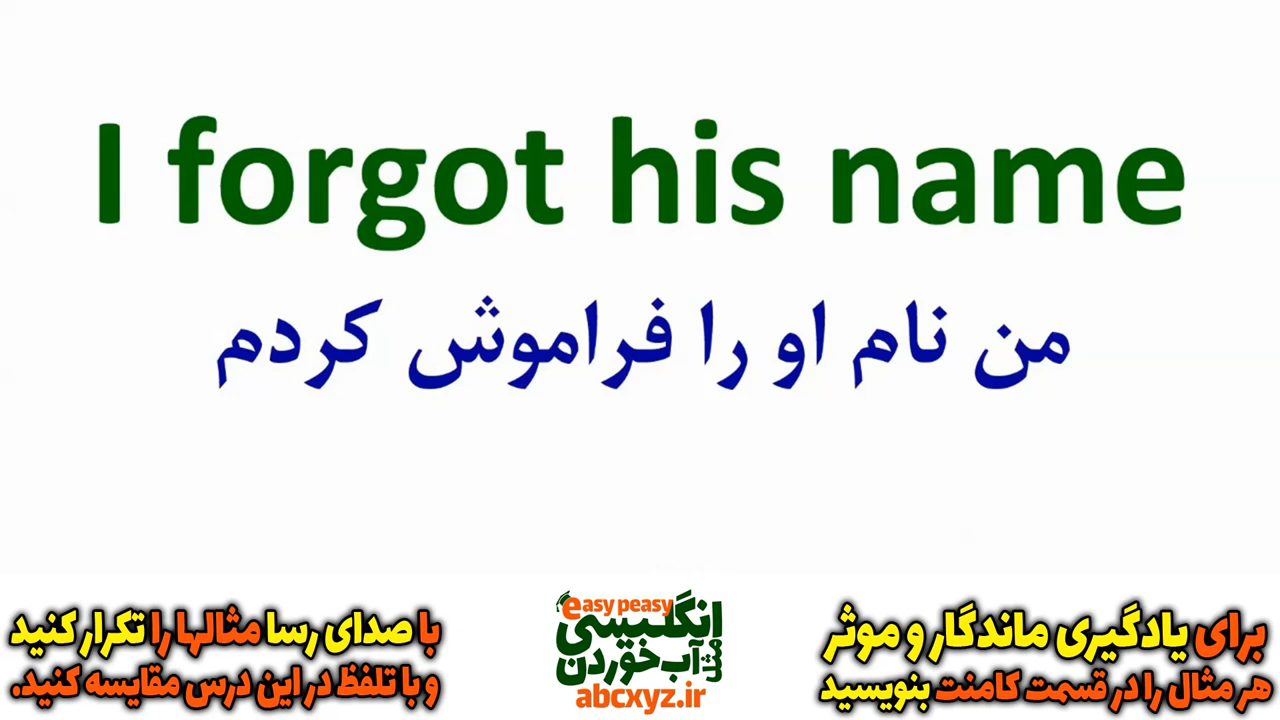 I forgot his name
من نام او را فراموش کردم
برای یادگیری ماندگار و موثر
هر مثال را در قسمت کامنت بنویسید
easy peasy
انگلیسی
مثل آب خوردن
abcxyz.ir
با صدای رسا مثالها را تکرار کنید
و با تلفظ در این درس مقایسه کنید.